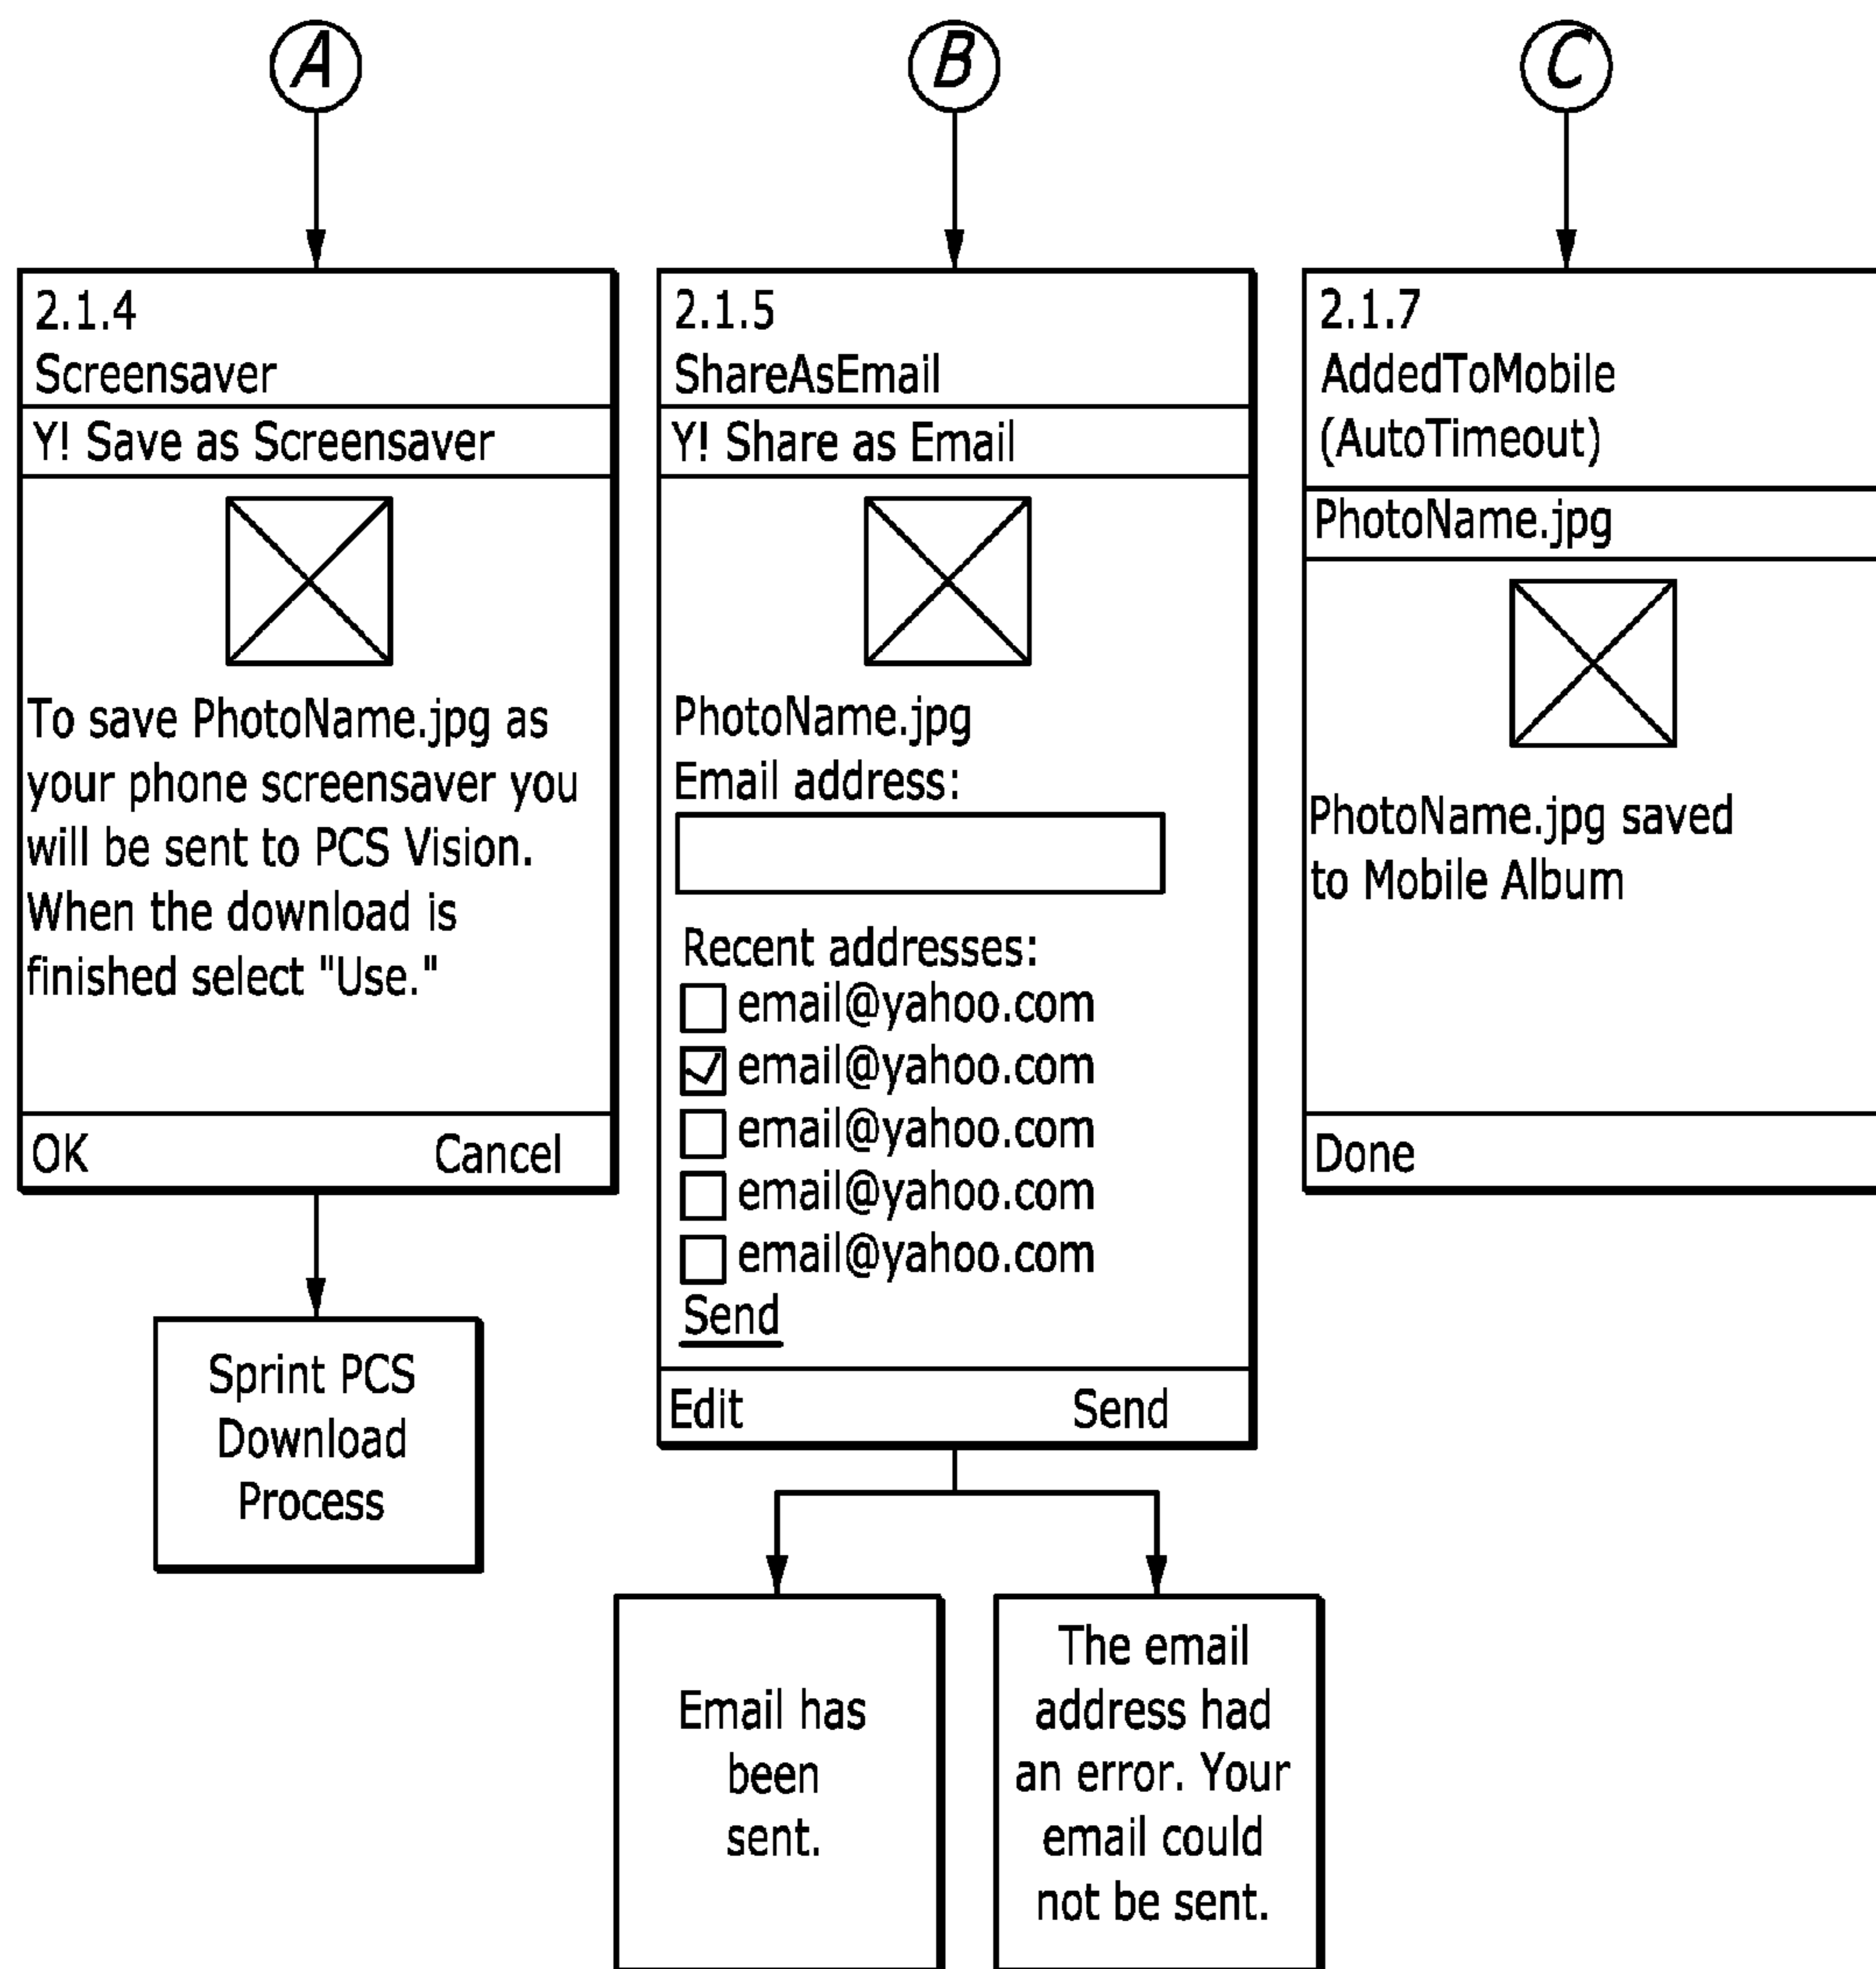 A
B
C
2.1.4
Screensaver
Y! Save as Screensaver
To save PhotoName.jpg as
your phone screensaver you
will be sent to PCS Vision.
When the download is
finished select "Use."
OK
Cancel
Sprint PCS
Download
Process
2.1.5
ShareAsEmail
Y! Share as Email
PhotoName.jpg
Email address:
Recent addresses:
email@yahoo.com
email@yahoo.com
email@yahoo.com
email@yahoo.com
email@yahoo.com
Send
Edit
Send
Email has
been
sent.
The email
address had
an error. Your
email could
not be sent.
2.1.7
AddedToMobile
(AutoTimeout)
PhotoName.jpg
PhotoName.jpg saved
to Mobile Album
Done